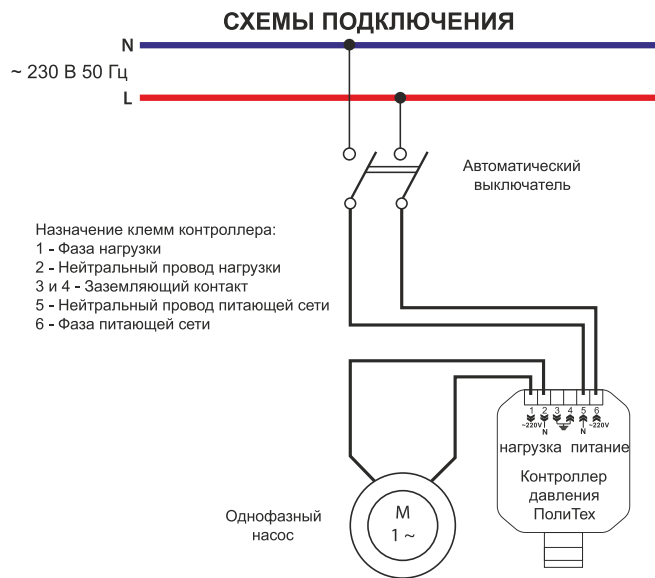 СХЕМЫ ПОДКЛЮЧЕНИЯ
N
~ 230 В 50 Гц
L
Автоматический
выключатель
Назначение клемм контроллера:
1 - Фаза нагрузки
2 - Нейтральный провод нагрузки
3 и 4 - Заземляющий контакт
5 - Нейтральный провод питающей сети
6 - Фаза питающей сети
1 2 3 4 5 6
~220V N N ~220V
нагрузка питание
Контроллер
давления
ПолиТех
Однофазный
насос
М
1 ~